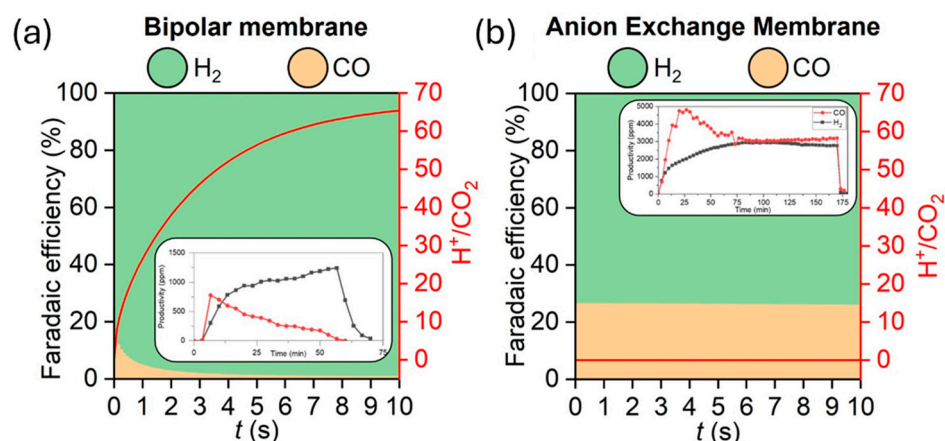 (a)
Bipolar membrane
H₂ CO
Faradaic efficiency (%)
100
80
60
40
20
0
70
60
50
40
30
20
10
0
H⁺/CO₂
0 1 2 3 4 5 6 7 8 9 10
t (s)
Productivity (ppm)
1500
1000
500
0
0 25 50 75
Time (min)
(b)
Anion Exchange Membrane
H₂ CO
Faradaic efficiency (%)
100
80
60
40
20
0
70
60
50
40
30
20
10
0
H⁺/CO₂
0 1 2 3 4 5 6 7 8 9 10
t (s)
Productivity (ppm)
5000
4000
3000
2000
1000
0
CO
H₂
0 25 50 75 100 125 150 175
Time (min)